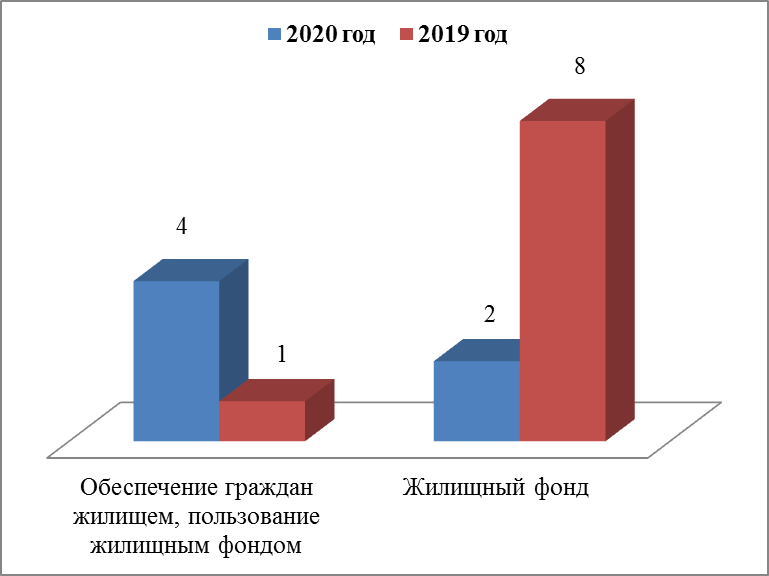 2020 год 2019 год
8
4
2
1
Обеспечение граждан
жилищем, пользование
жилищным фондом
Жилищный фонд